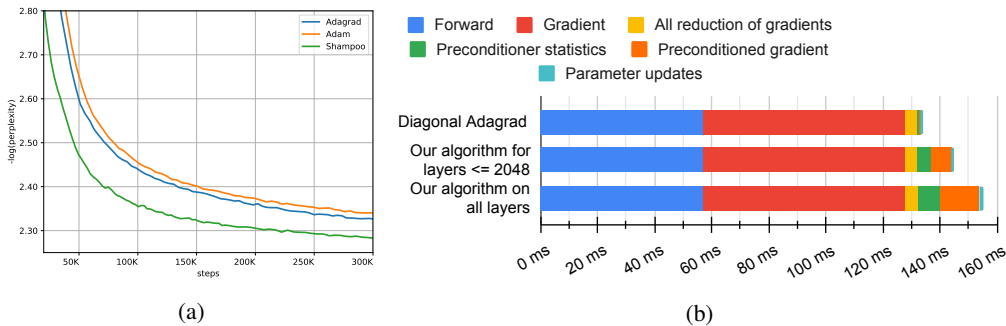 2.80
2.70
2.60
2.50
2.40
2.30
-log(perplexity)
Adagrad
Adam
Shampoo
50K
100K
150K
200K
250K
300K
steps
(a)
Forward
Gradient
All reduction of gradients
Preconditioner statistics
Preconditioned gradient
Parameter updates
Diagonal Adagrad
Our algorithm for
layers <= 2048
Our algorithm on
all layers
0 ms
20 ms
40 ms
60 ms
80 ms
100 ms
120 ms
140 ms
160 ms
(b)